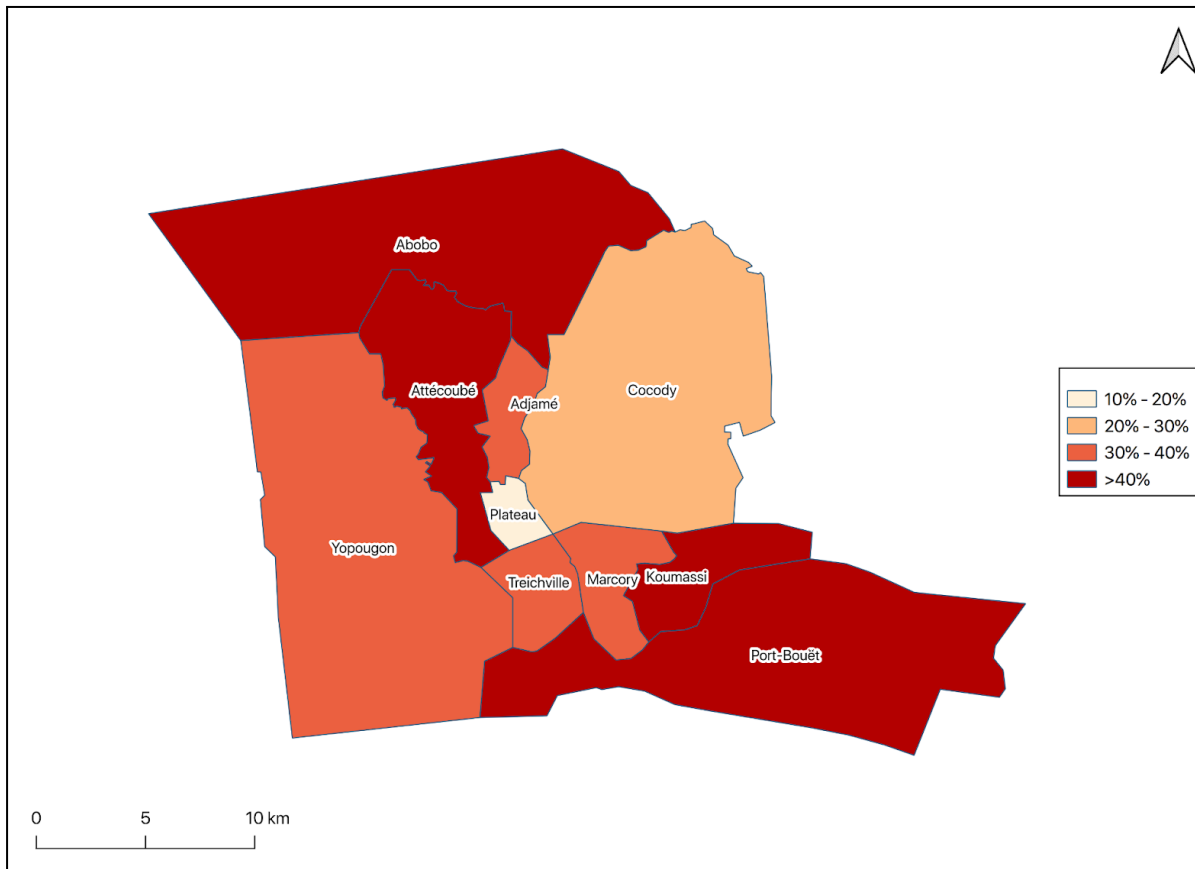 Abobo
Attécoubé
Adjamé
Cocody
Plateau
Yopougon
Treichville
Marcory
Koumassi
Port-Bouët
10% - 20%
20% - 30%
30% - 40%
>40%
0 5 10 km